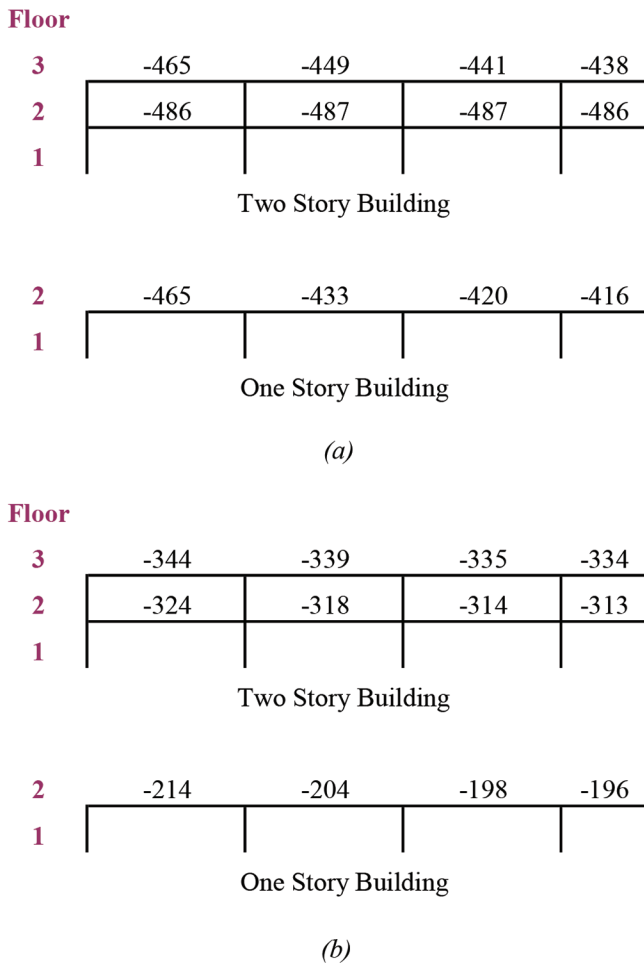 Floor
3 -465 -449 -441 -438
2 -486 -487 -487 -486
1
Two Story Building
2 -465 -433 -420 -416
1
One Story Building
(a)
Floor
3 -344 -339 -335 -334
2 -324 -318 -314 -313
1
Two Story Building
2 -214 -204 -198 -196
1
One Story Building
(b)